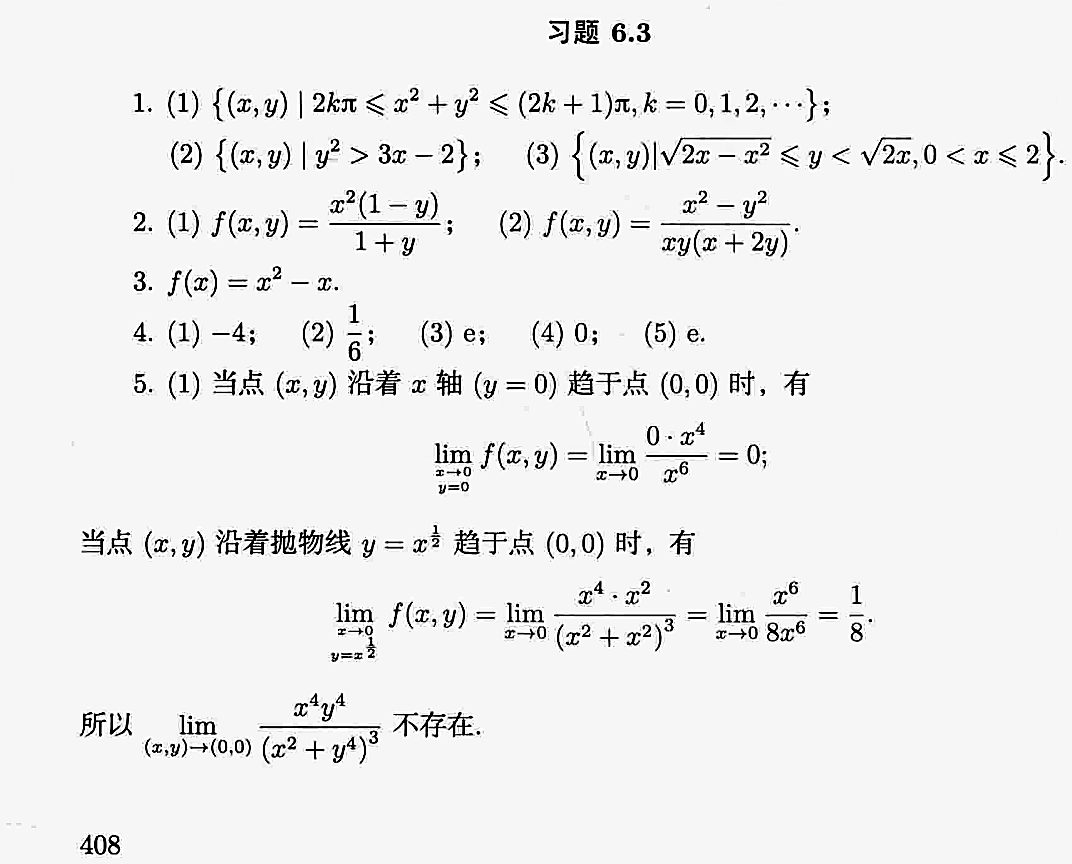 习题 6.3
1. (1) {(x, y) | 2kπ ⩽ x² + y² ⩽ (2k + 1)π, k = 0, 1, 2, ⋯};
(2) {(x, y) | y² > 3x − 2}; (3) {(x, y)|√(2x − x²) ⩽ y < √(2x), 0 < x ⩽ 2}.
2. (1) f(x, y) = x²(1 − y)/(1 + y); (2) f(x, y) = (x² − y²)/(xy(x + 2y)).
3. f(x) = x² − x.
4. (1) −4; (2) 1/6; (3) e; (4) 0; (5) e.
5. (1) 当点 (x, y) 沿着 x 轴 (y = 0) 趋于点 (0, 0) 时, 有
lim_{x→0, y=0} f(x, y) = lim_{x→0} (0 · x⁴)/x⁶ = 0;
当点 (x, y) 沿着抛物线 y = x^{1/2} 趋于点 (0, 0) 时, 有
lim_{x→0, y=x^{1/2}} f(x, y) = lim_{x→0} (x⁴ · x²)/(x² + x²)³ = lim_{x→0} x⁶/(8x⁶) = 1/8.
所以 lim_{(x,y)→(0,0)} x⁴y⁴/(x² + y⁴)³ 不存在.
408